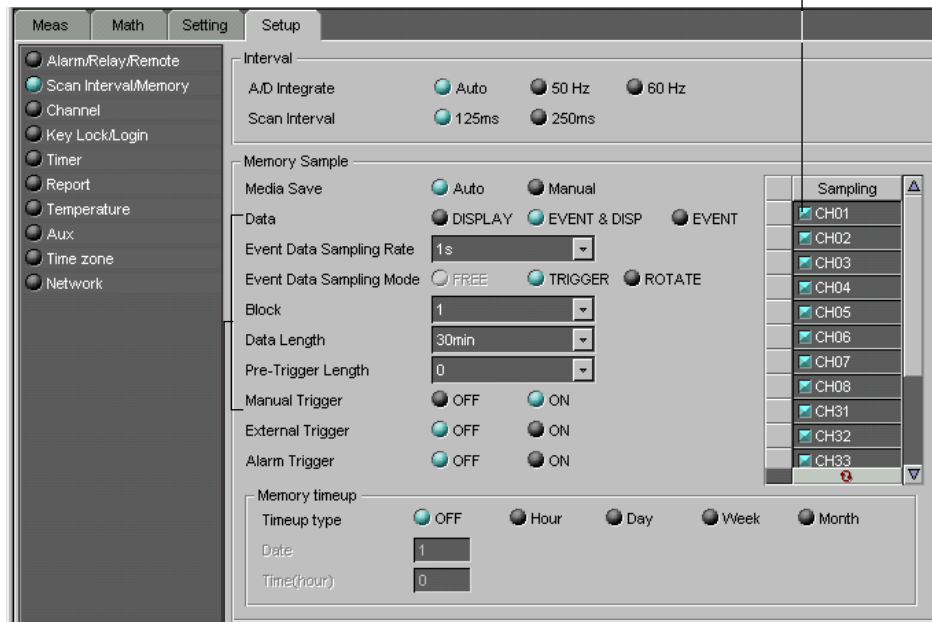 Meas Math Setting Setup
Alarm/Relay/Remote
Scan Interval/Memory
Channel
Key Lock/Login
Timer
Report
Temperature
Aux
Time zone
Network
Interval
A/D Integrate Auto 50 Hz 60 Hz
Scan Interval 125ms 250ms
Memory Sample
Media Save Auto Manual
Data DISPLAY EVENT & DISP EVENT
Event Data Sampling Rate 1s
Event Data Sampling Mode FREE TRIGGER ROTATE
Block 1
Data Length 30min
Pre-Trigger Length 0
Manual Trigger OFF ON
External Trigger OFF ON
Alarm Trigger OFF ON
Sampling
CH01
CH02
CH03
CH04
CH05
CH06
CH07
CH08
CH31
CH32
CH33
Memory timeup
Timeup type OFF Hour Day Week Month
Date 1
Time(hour) 0